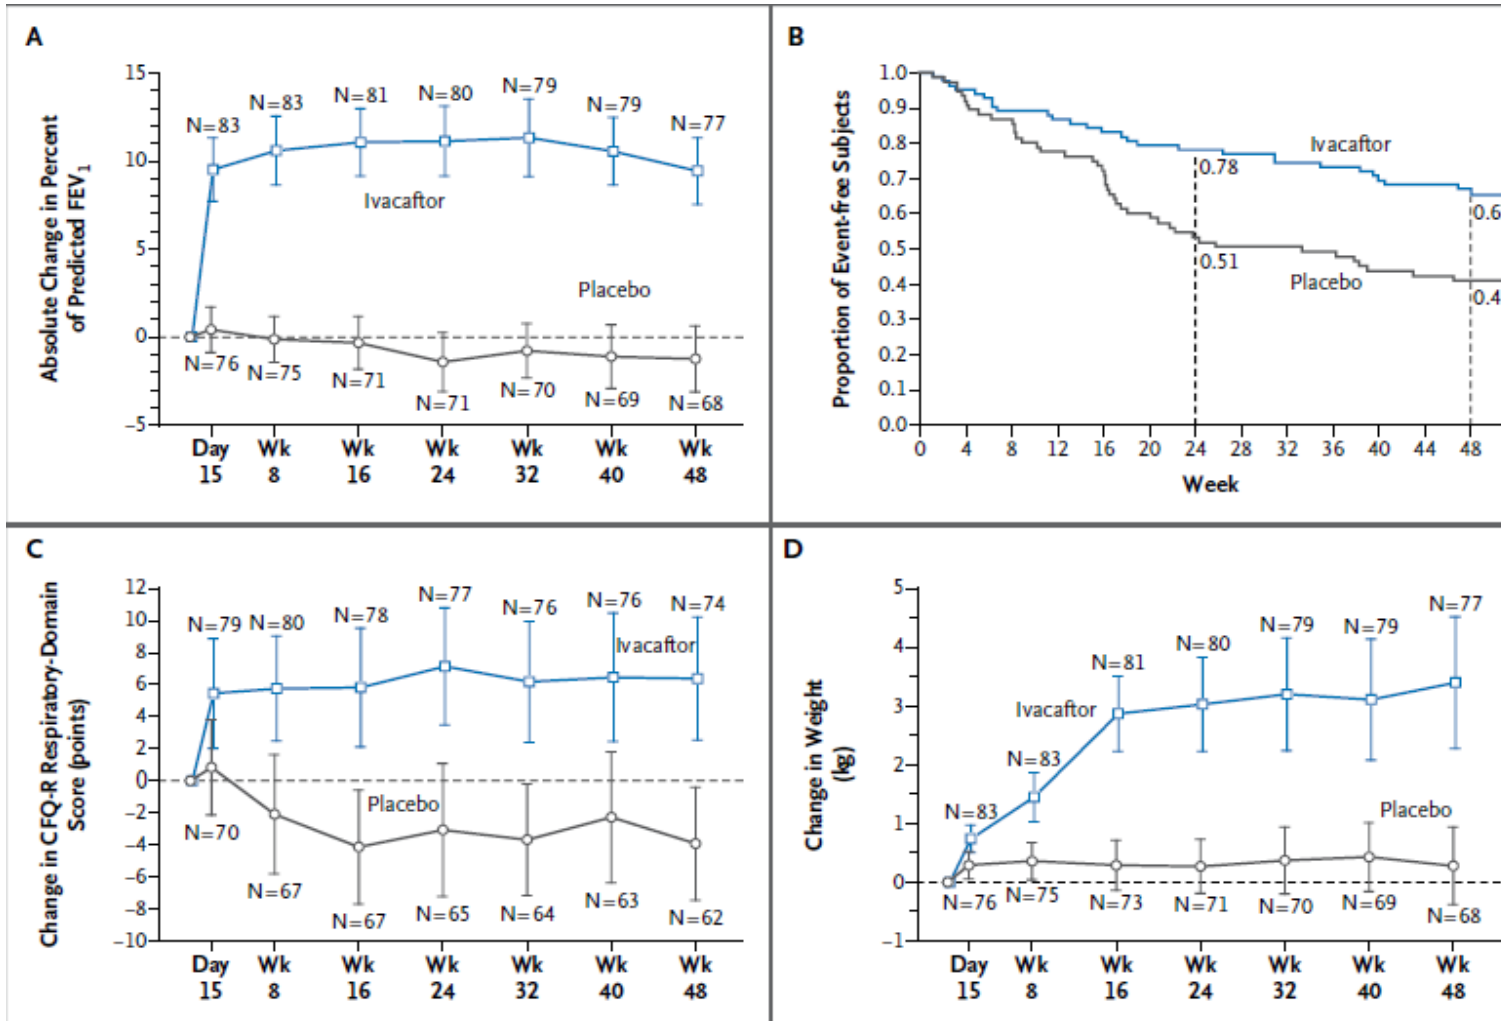 A
Absolute Change in Percent
of Predicted FEV1
15
10
5
0
−5
N=83
N=83
N=81
N=80
N=79
N=79
N=77
Ivacaftor
Placebo
N=76
N=75
N=71
N=71
N=70
N=69
N=68
Day 15
Wk 8
Wk 16
Wk 24
Wk 32
Wk 40
Wk 48
B
Proportion of Event-free Subjects
1.0
0.9
0.8
0.7
0.6
0.5
0.4
0.3
0.2
0.1
0.0
Ivacaftor
0.78
0.6
0.51
Placebo
0.4
0 4 8 12 16 20 24 28 32 36 40 44 48
Week
C
Change in CFQ-R Respiratory-Domain
Score (points)
12
10
8
6
4
2
0
−2
−4
−6
−8
−10
N=79
N=80
N=78
N=77
N=76
N=76
N=74
Ivacaftor
Placebo
N=70
N=67
N=67
N=65
N=64
N=63
N=62
Day 15
Wk 8
Wk 16
Wk 24
Wk 32
Wk 40
Wk 48
D
Change in Weight
(kg)
5
4
3
2
1
0
−1
N=83
N=83
N=81
N=80
N=79
N=79
N=77
Ivacaftor
Placebo
N=76
N=75
N=73
N=71
N=70
N=69
N=68
Day 15
Wk 8
Wk 16
Wk 24
Wk 32
Wk 40
Wk 48